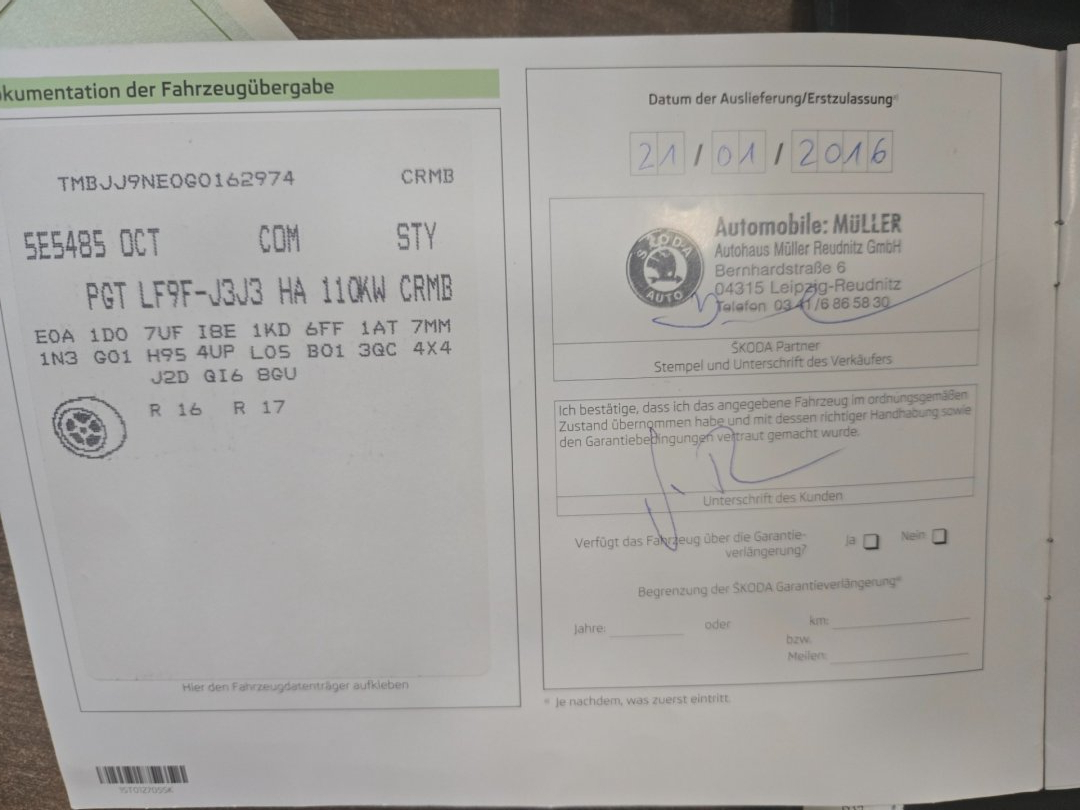 kumentation der Fahrzeugübergabe
TMBJJ9NE0G0162974 CRMB
5E5485 OCT COM STY
PGT LF9F-J3J3 HA 110KW CRMB
E0A 1D0 7UF I8E 1KD 6FF 1AT 7MM
1N3 G01 H95 4UP L05 B01 3QC 4X4
J2D QI6 8GU
R 16 R 17
Hier den Fahrzeugdatenträger aufkleben
Datum der Auslieferung/Erstzulassung
21 / 01 / 2016
ŠKODA
AUTO
Automobile: MüLLER
Autohaus Müller Reudnitz GmbH
Bernhardstraße 6
04315 Leipzig-Reudnitz
Telefon 03 41/6 86 58 30
ŠKODA Partner
Stempel und Unterschrift des Verkäufers
Ich bestätige, dass ich das angegebene Fahrzeug im ordnungsgemäßen
Zustand übernommen habe und mit dessen richtiger Handhabung sowie
den Garantiebedingungen vertraut gemacht wurde.
Unterschrift des Kunden
Verfügt das Fahrzeug über die Garantie-
verlängerung? Ja Nein
Begrenzung der ŠKODA Garantieverlängerung*
Jahre: oder km:
bzw.
Meilen:
* Je nachdem, was zuerst eintritt.